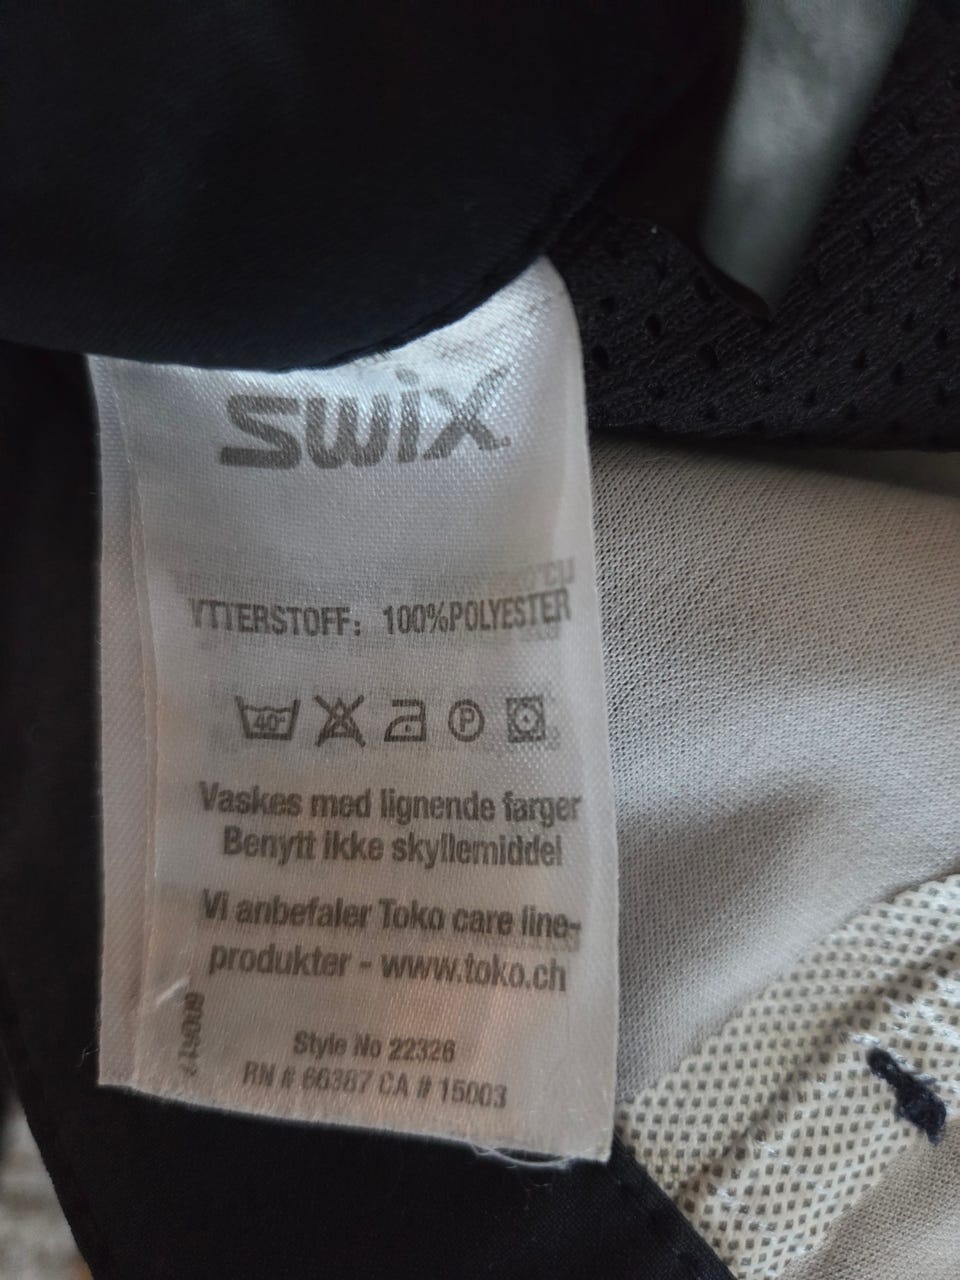 swix
YTTERSTOFF: 100%POLYESTER
40°
P
Vaskes med lignende farger
Benytt ikke skyllemiddel
Vi anbefaler Toko care line-
produkter - www.toko.ch
Style No 22326
RN # 66387 CA # 15003